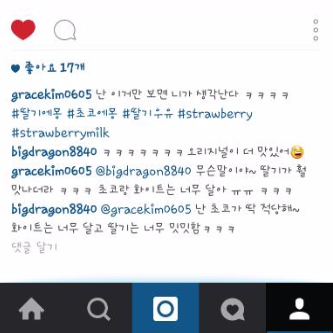 좋아요 17개
gracekim0605 난 이거만 보면 니가 생각난다 ㅋㅋㅋㅋ
#딸기에몽 #초코에몽 #딸기우유 #strawberry
#strawberrymilk
bigdragon8840 ㅋㅋㅋㅋㅋㅋㅋ 오리지널이 더 맛있어😅
gracekim0605 @bigdragon8840 무슨말이야~ 딸기가 훨
맛나더라 ㅋㅋㅋ 초코랑 화이트는 너무 달아 ㅠㅠ ㅋㅋㅋ
bigdragon8840 @gracekim0605 난 초코가 딱 적당해~
화이트는 너무 달고 딸기는 너무 밋밋함ㅋㅋㅋ
댓글 달기